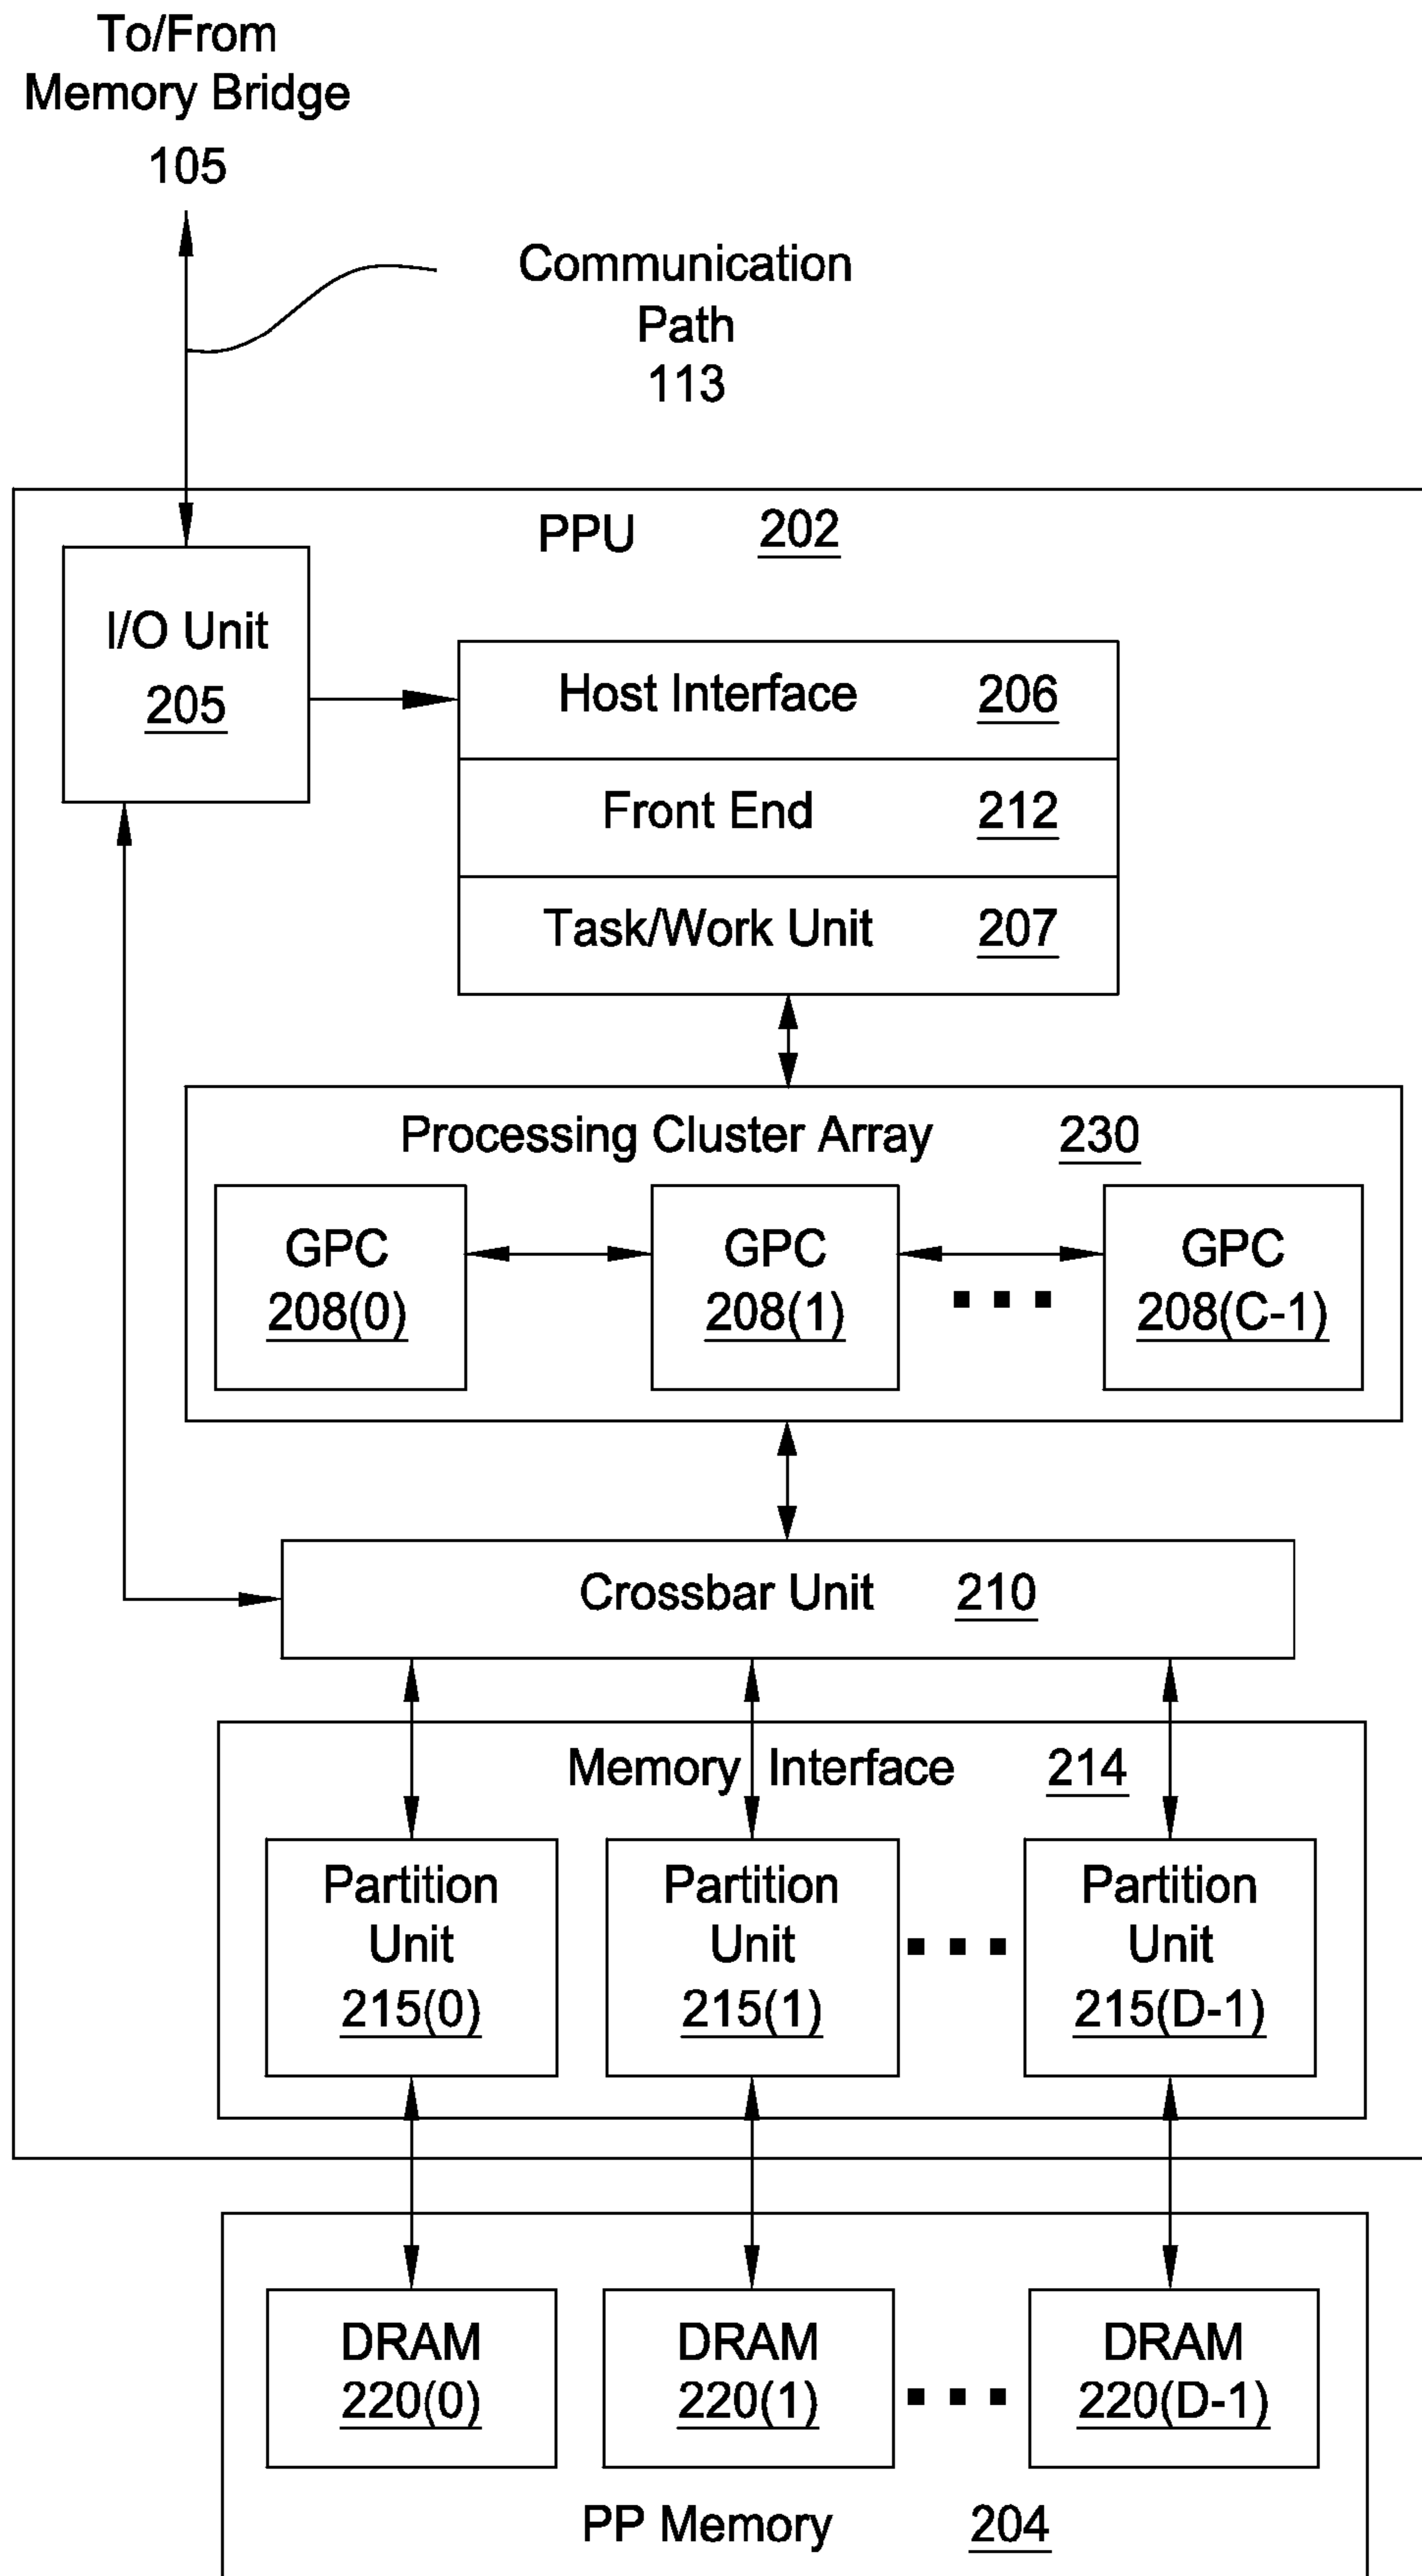 To/From
Memory Bridge
105
Communication
Path
113
PPU 202
I/O Unit
205
Host Interface 206
Front End 212
Task/Work Unit 207
Processing Cluster Array 230
GPC
208(0)
GPC
208(1)
GPC
208(C-1)
Crossbar Unit 210
Memory Interface 214
Partition
Unit
215(0)
Partition
Unit
215(1)
Partition
Unit
215(D-1)
DRAM
220(0)
DRAM
220(1)
DRAM
220(D-1)
PP Memory 204